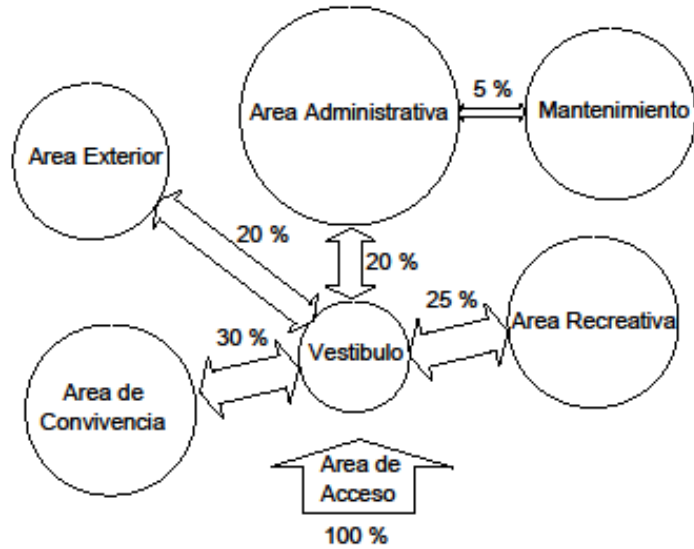 5 %
Area Administrativa
Mantenimiento
Area Exterior
20 %
20 %
25 %
Area Recreativa
30 %
Vestibulo
Area de
Convivencia
Area de
Acceso
100 %